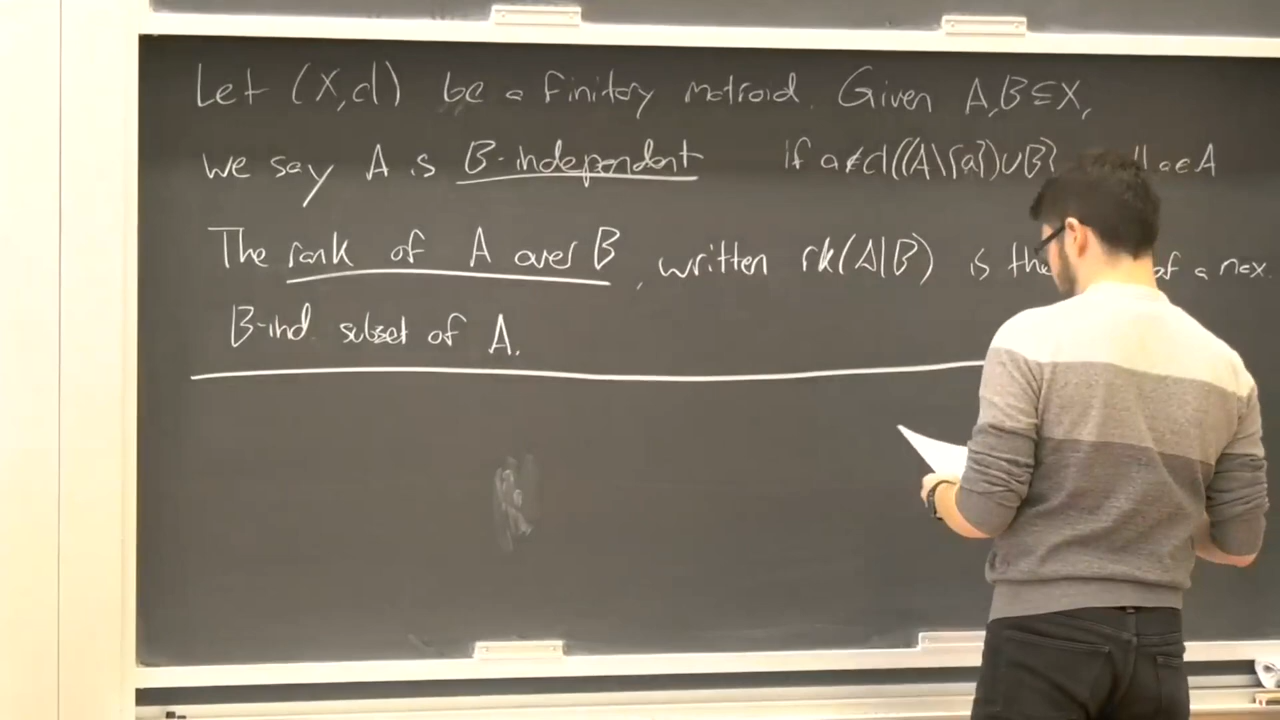 Let (X,cl) be a finitary matroid. Given A,B⊆X,
we say A is B-independent if a∉cl((A\{a})∪B) a∈A
The rank of A over B, written rk(A|B) is the of a max.
B-ind. subset of A.